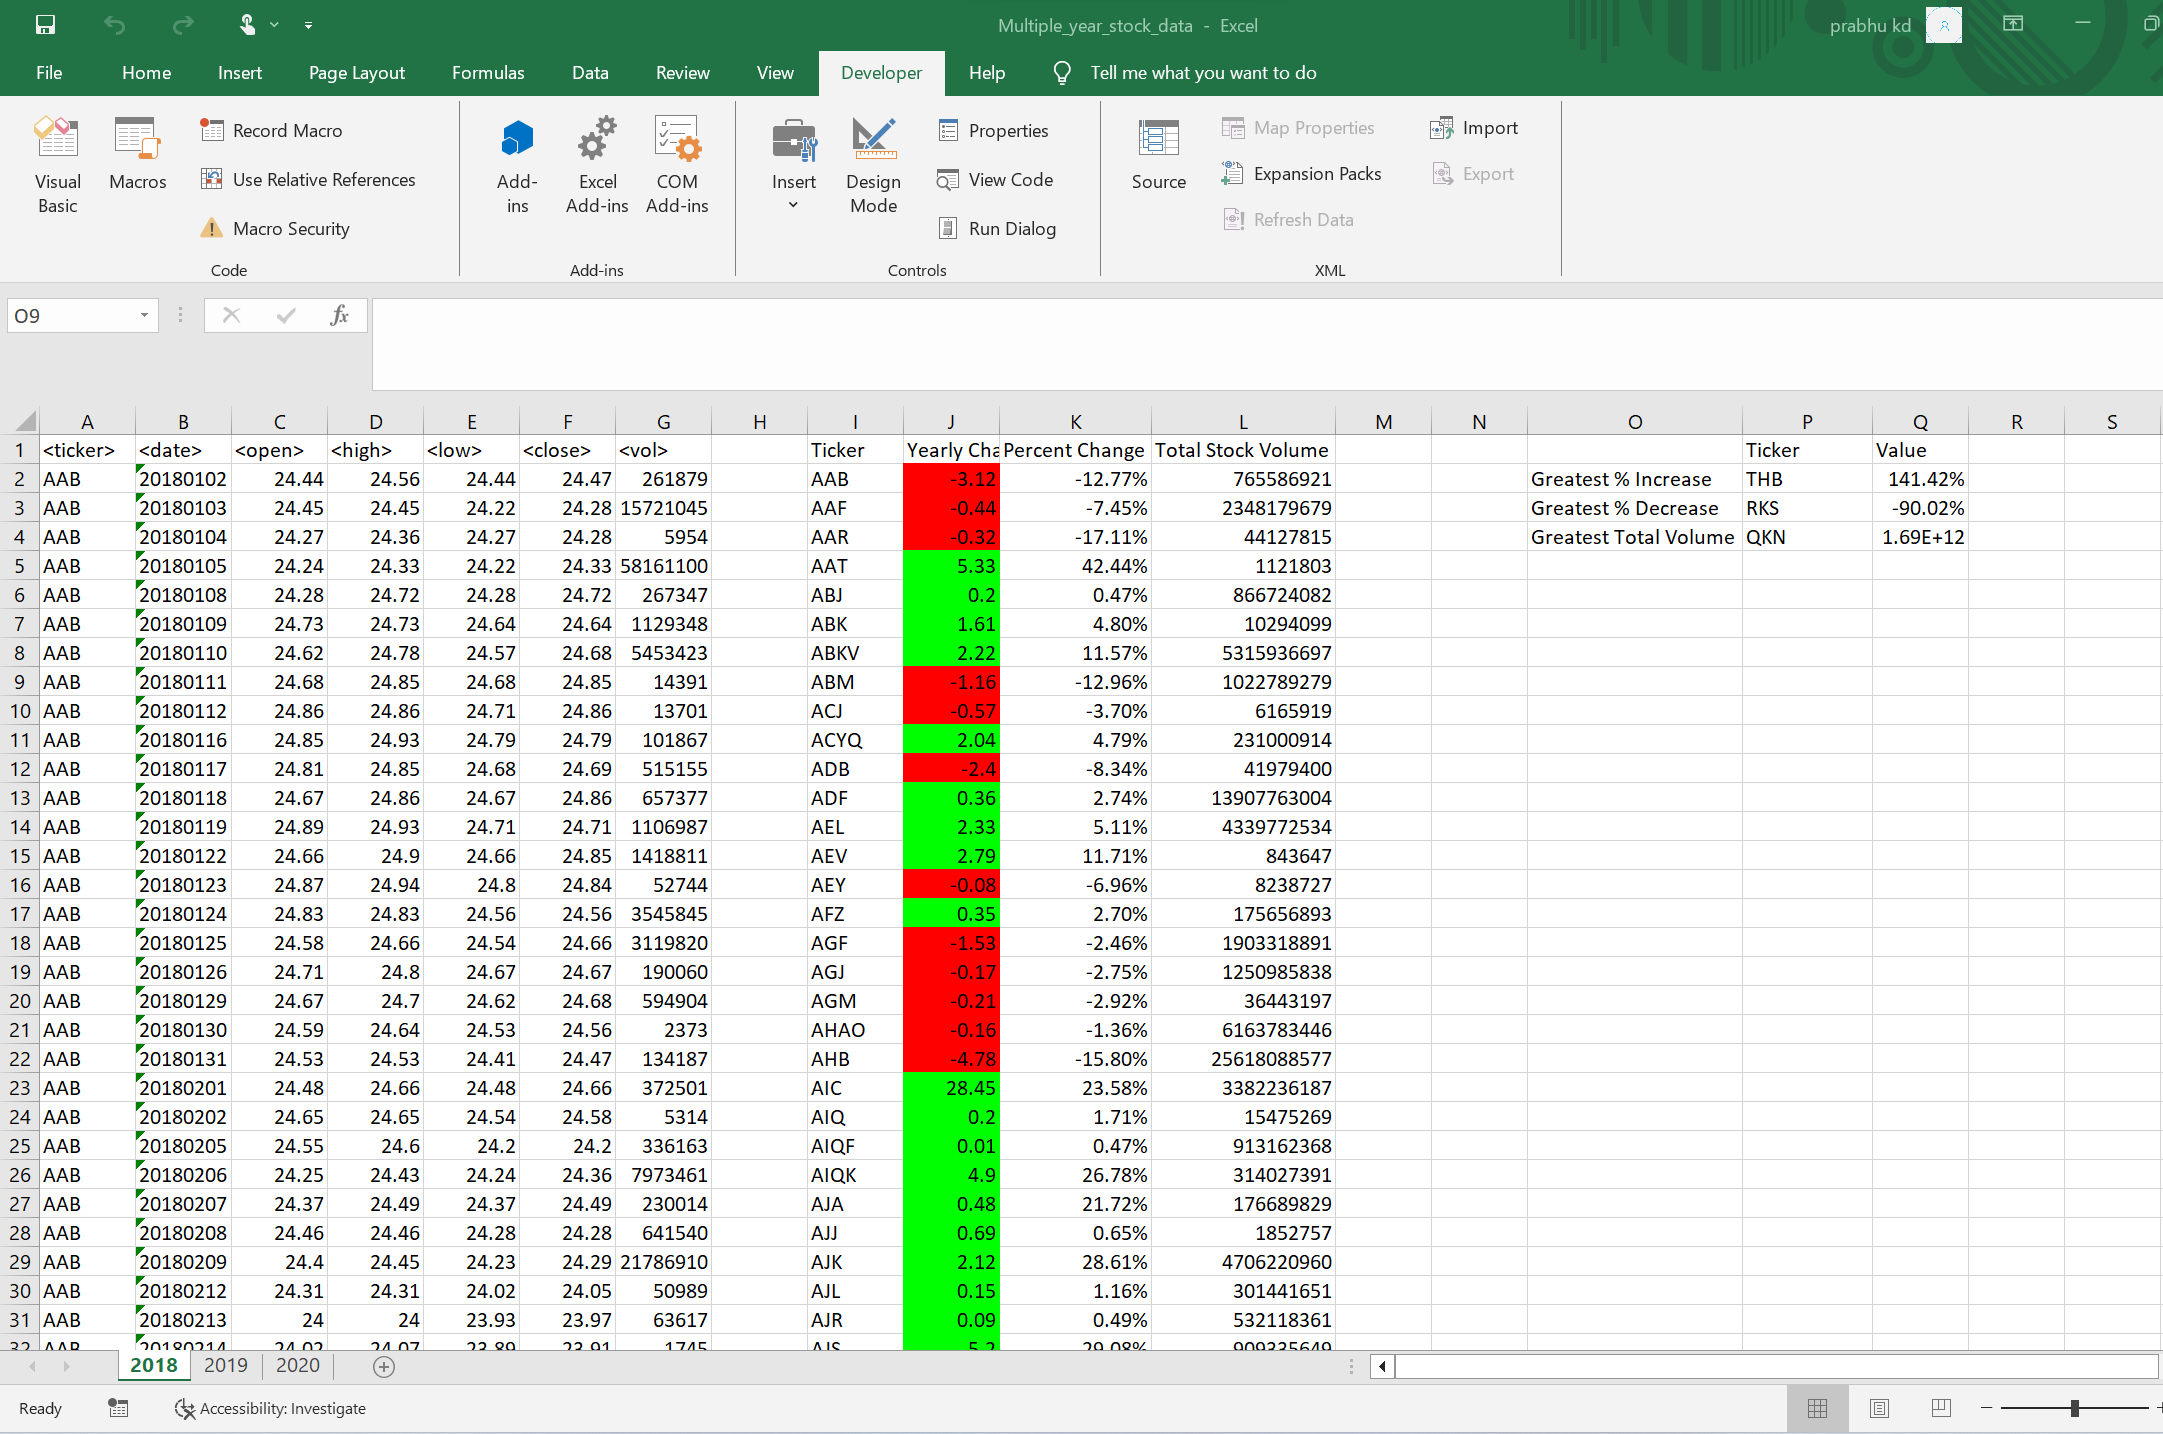 Multiple_year_stock_data - Excel
prabhu kd
File Home Insert Page Layout Formulas Data Review View Developer Help Tell me what you want to do
Visual Basic
Macros
Record Macro
Use Relative References
Macro Security
Code
Add-ins
Excel Add-ins
COM Add-ins
Add-ins
Insert
Design Mode
Properties
View Code
Run Dialog
Controls
Source
Map Properties
Expansion Packs
Refresh Data
Import
Export
XML
O9
fx
A B C D E F G H I J K L M N O P Q R S
1 <ticker> <date> <open> <high> <low> <close> <vol> Ticker Yearly Cha Percent Change Total Stock Volume Ticker Value
2 AAB 20180102 24.44 24.56 24.44 24.47 261879 AAB -3.12 -12.77% 765586921 Greatest % Increase THB 141.42%
3 AAB 20180103 24.45 24.45 24.22 24.28 15721045 AAF -0.44 -7.45% 2348179679 Greatest % Decrease RKS -90.02%
4 AAB 20180104 24.27 24.36 24.27 24.28 5954 AAR -0.32 -17.11% 44127815 Greatest Total Volume QKN 1.69E+12
5 AAB 20180105 24.24 24.33 24.22 24.33 58161100 AAT 5.33 42.44% 1121803
6 AAB 20180108 24.28 24.72 24.28 24.72 267347 ABJ 0.2 0.47% 866724082
7 AAB 20180109 24.73 24.73 24.64 24.64 1129348 ABK 1.61 4.80% 10294099
8 AAB 20180110 24.62 24.78 24.57 24.68 5453423 ABKV 2.22 11.57% 5315936697
9 AAB 20180111 24.68 24.85 24.68 24.85 14391 ABM -1.16 -12.96% 1022789279
10 AAB 20180112 24.86 24.86 24.71 24.86 13701 ACJ -0.57 -3.70% 6165919
11 AAB 20180116 24.85 24.93 24.79 24.79 101867 ACYQ 2.04 4.79% 231000914
12 AAB 20180117 24.81 24.85 24.68 24.69 515155 ADB -2.4 -8.34% 41979400
13 AAB 20180118 24.67 24.86 24.67 24.86 657377 ADF 0.36 2.74% 13907763004
14 AAB 20180119 24.89 24.93 24.71 24.71 1106987 AEL 2.33 5.11% 4339772534
15 AAB 20180122 24.66 24.9 24.66 24.85 1418811 AEV 2.79 11.71% 843647
16 AAB 20180123 24.87 24.94 24.8 24.84 52744 AEY -0.08 -6.96% 8238727
17 AAB 20180124 24.83 24.83 24.56 24.56 3545845 AFZ 0.35 2.70% 175656893
18 AAB 20180125 24.58 24.66 24.54 24.66 3119820 AGF -1.53 -2.46% 1903318891
19 AAB 20180126 24.71 24.8 24.67 24.67 190060 AGJ -0.17 -2.75% 1250985838
20 AAB 20180129 24.67 24.7 24.62 24.68 594904 AGM -0.21 -2.92% 36443197
21 AAB 20180130 24.59 24.64 24.53 24.56 2373 AHAO -0.16 -1.36% 6163783446
22 AAB 20180131 24.53 24.53 24.41 24.47 134187 AHB -4.78 -15.80% 25618088577
23 AAB 20180201 24.48 24.66 24.48 24.66 372501 AIC 28.45 23.58% 3382236187
24 AAB 20180202 24.65 24.65 24.54 24.58 5314 AIQ 0.2 1.71% 15475269
25 AAB 20180205 24.55 24.6 24.2 24.2 336163 AIQF 0.01 0.47% 913162368
26 AAB 20180206 24.25 24.43 24.24 24.36 7973461 AIQK 4.9 26.78% 314027391
27 AAB 20180207 24.37 24.49 24.37 24.49 230014 AJA 0.48 21.72% 176689829
28 AAB 20180208 24.46 24.46 24.28 24.28 641540 AJJ 0.69 0.65% 1852757
29 AAB 20180209 24.4 24.45 24.23 24.29 21786910 AJK 2.12 28.61% 4706220960
30 AAB 20180212 24.31 24.31 24.02 24.05 50989 AJL 0.15 1.16% 301441651
31 AAB 20180213 24 24 23.93 23.97 63617 AJR 0.09 0.49% 532118361
32 AAB 20180214 24.02 24.07 23.89 23.91 1745 AJS 5.2 29.08% 909335649
2018 2019 2020
Ready Accessibility: Investigate